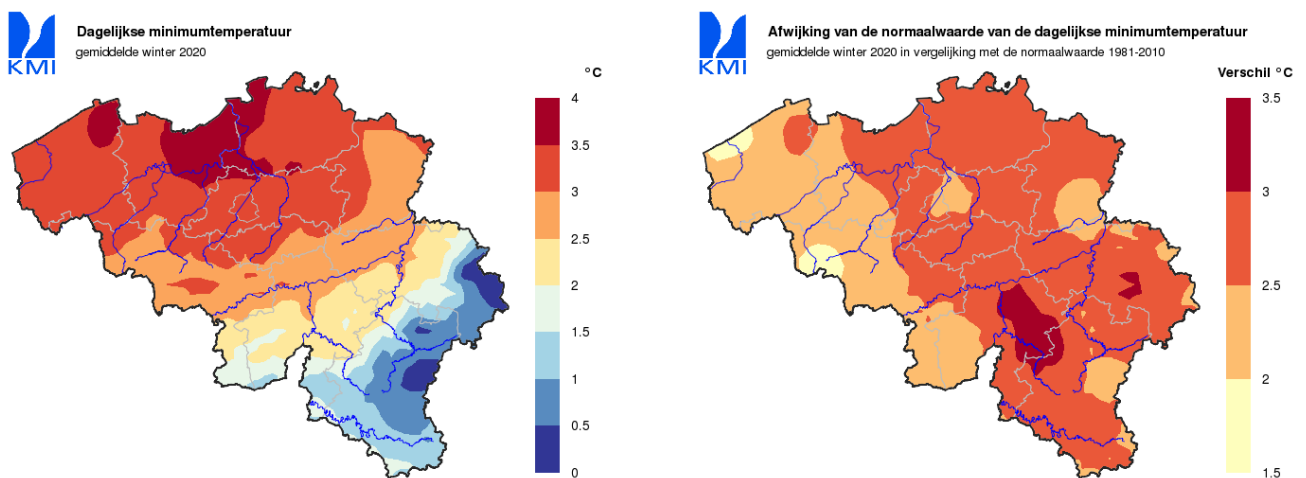 KMI
Dagelijkse minimumtemperatuur
gemiddelde winter 2020
°C
4
3.5
3
2.5
2
1.5
1
0.5
0
KMI
Afwijking van de normaalwaarde van de dagelijkse minimumtemperatuur
gemiddelde winter 2020 in vergelijking met de normaalwaarde 1981-2010
Verschil °C
3.5
3
2.5
2
1.5